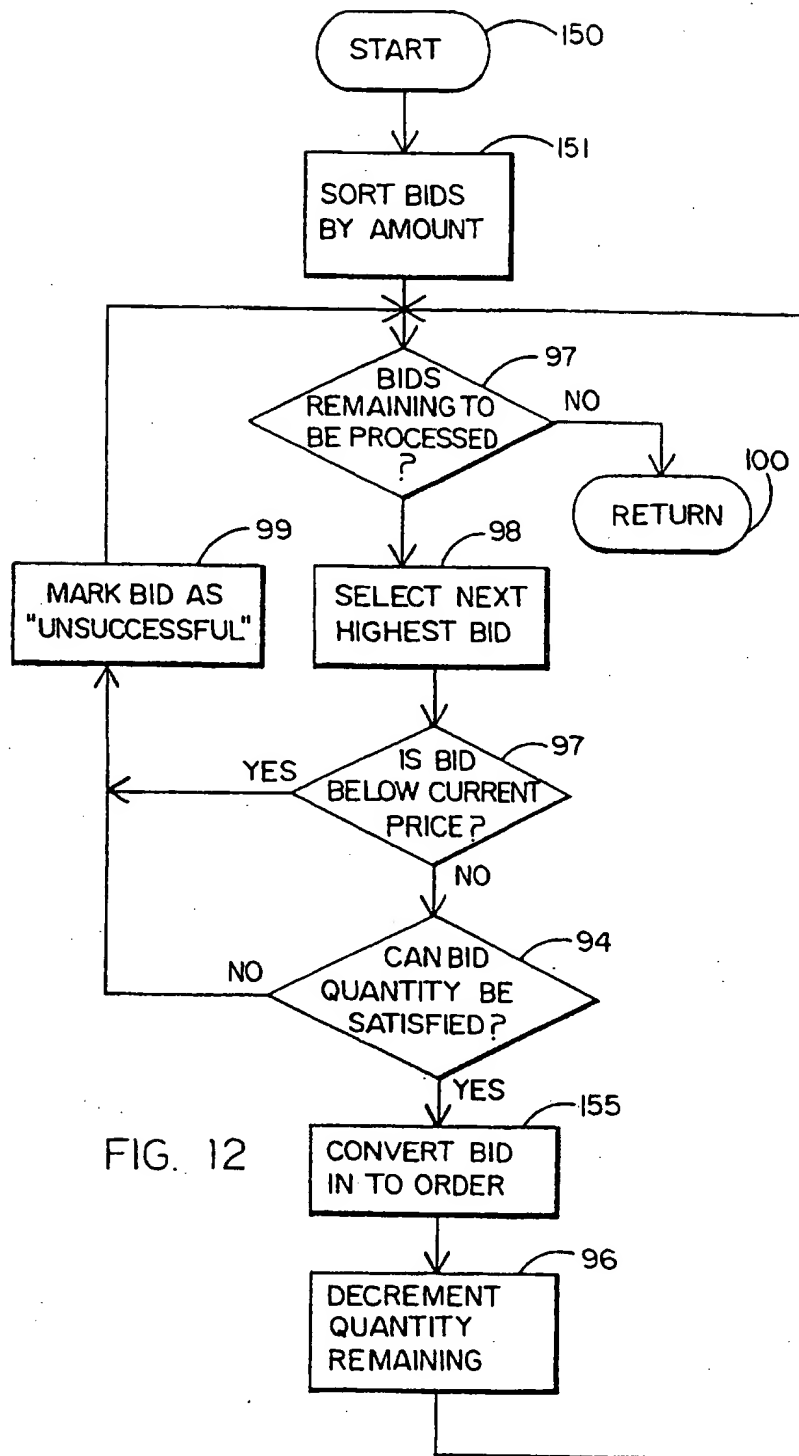 START
150
151
SORT BIDS
BY AMOUNT
BIDS
REMAINING TO
BE PROCESSED
?
97
NO
100
RETURN
99
MARK BID AS
"UNSUCCESSFUL"
98
SELECT NEXT
HIGHEST BID
97
YES
IS BID
BELOW CURRENT
PRICE?
NO
94
NO
CAN BID
QUANTITY BE
SATISFIED?
YES
155
FIG. 12
CONVERT BID
IN TO ORDER
96
DECREMENT
QUANTITY
REMAINING